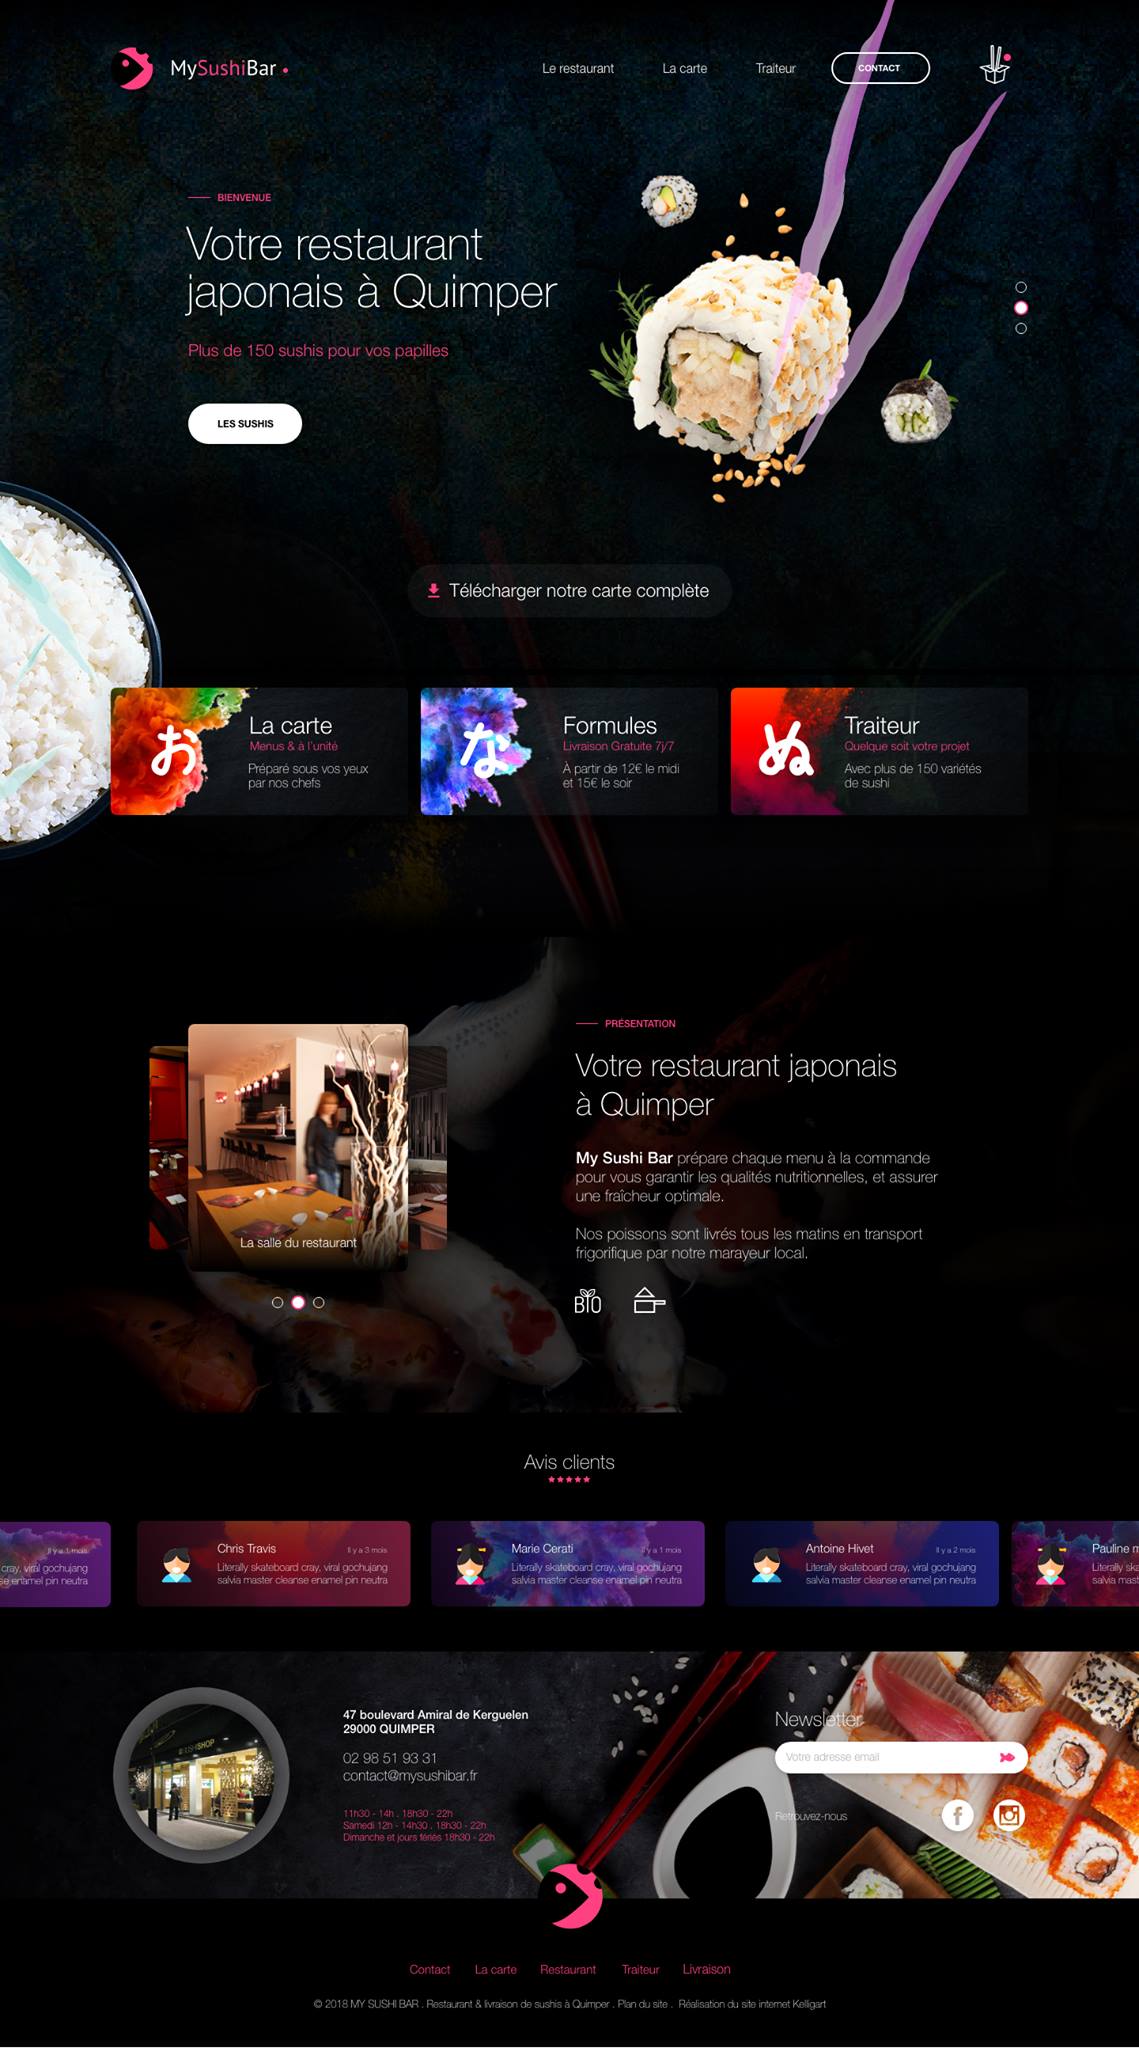 MySushiBar
Le restaurant
La carte
Traiteur
CONTACT
BIENVENUE
Votre restaurant
japonais à Quimper
Plus de 150 sushis pour vos papilles
LES SUSHIS
Télécharger notre carte complète
お
La carte
Menus & à l'unité
Préparé sous vos yeux
par nos chefs
な
Formules
Livraison Gratuite 7j/7
À partir de 12€ le midi
et 15€ le soir
ぬ
Traiteur
Quelque soit votre projet
Avec plus de 150 variétés
de sushi
La salle du restaurant
PRÉSENTATION
Votre restaurant japonais
à Quimper
My Sushi Bar prépare chaque menu à la commande
pour vous garantir les qualités nutritionnelles, et assurer
une fraîcheur optimale.
Nos poissons sont livrés tous les matins en transport
frigorifique par notre marayeur local.
BIO
Avis clients
Il y a 1 mois
cray, viral gochujang
se enamel pin neutra
Chris Travis
Il y a 3 mois
Literally skateboard cray, viral gochujang
salvia master cleanse enamel pin neutra
Marie Cerati
Il y a 1 mois
Literally skateboard cray, viral gochujang
salvia master cleanse enamel pin neutra
Antoine Hivet
Il y a 2 mois
Literally skateboard cray, viral gochujang
salvia master cleanse enamel pin neutra
Pauline m
Literally ska
salvia mast
SUSHISHOP
47 boulevard Amiral de Kerguelen
29000 QUIMPER
02 98 51 93 31
contact@mysushibar.fr
11h30 - 14h . 18h30 - 22h
Samedi 12h - 14h30 . 18h30 - 22h
Dimanche et jours fériés 18h30 - 22h
Newsletter
Votre adresse email
Retrouvez-nous
f
Contact
La carte
Restaurant
Traiteur
Livraison
© 2018 MY SUSHI BAR . Restaurant & livraison de sushis à Quimper . Plan du site . Réalisation du site internet Kelligart